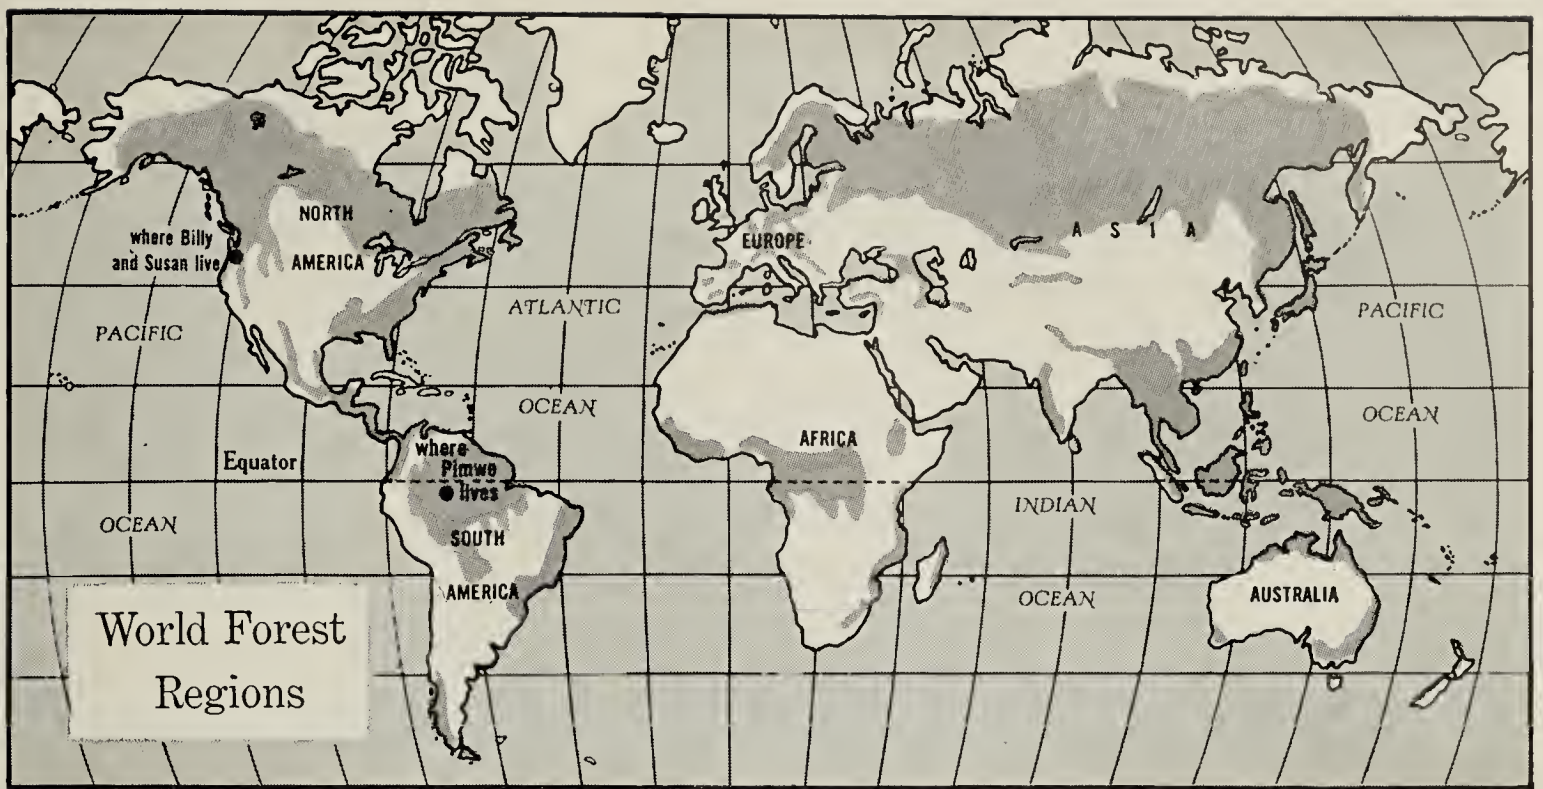 NORTH
where Billy
and Susan live
AMERICA
EUROPE
A S I A
ATLANTIC
PACIFIC
PACIFIC
OCEAN
OCEAN
where
Pimwe
lives
AFRICA
Equator
INDIAN
OCEAN
SOUTH
AMERICA
OCEAN
AUSTRALIA
World Forest
Regions